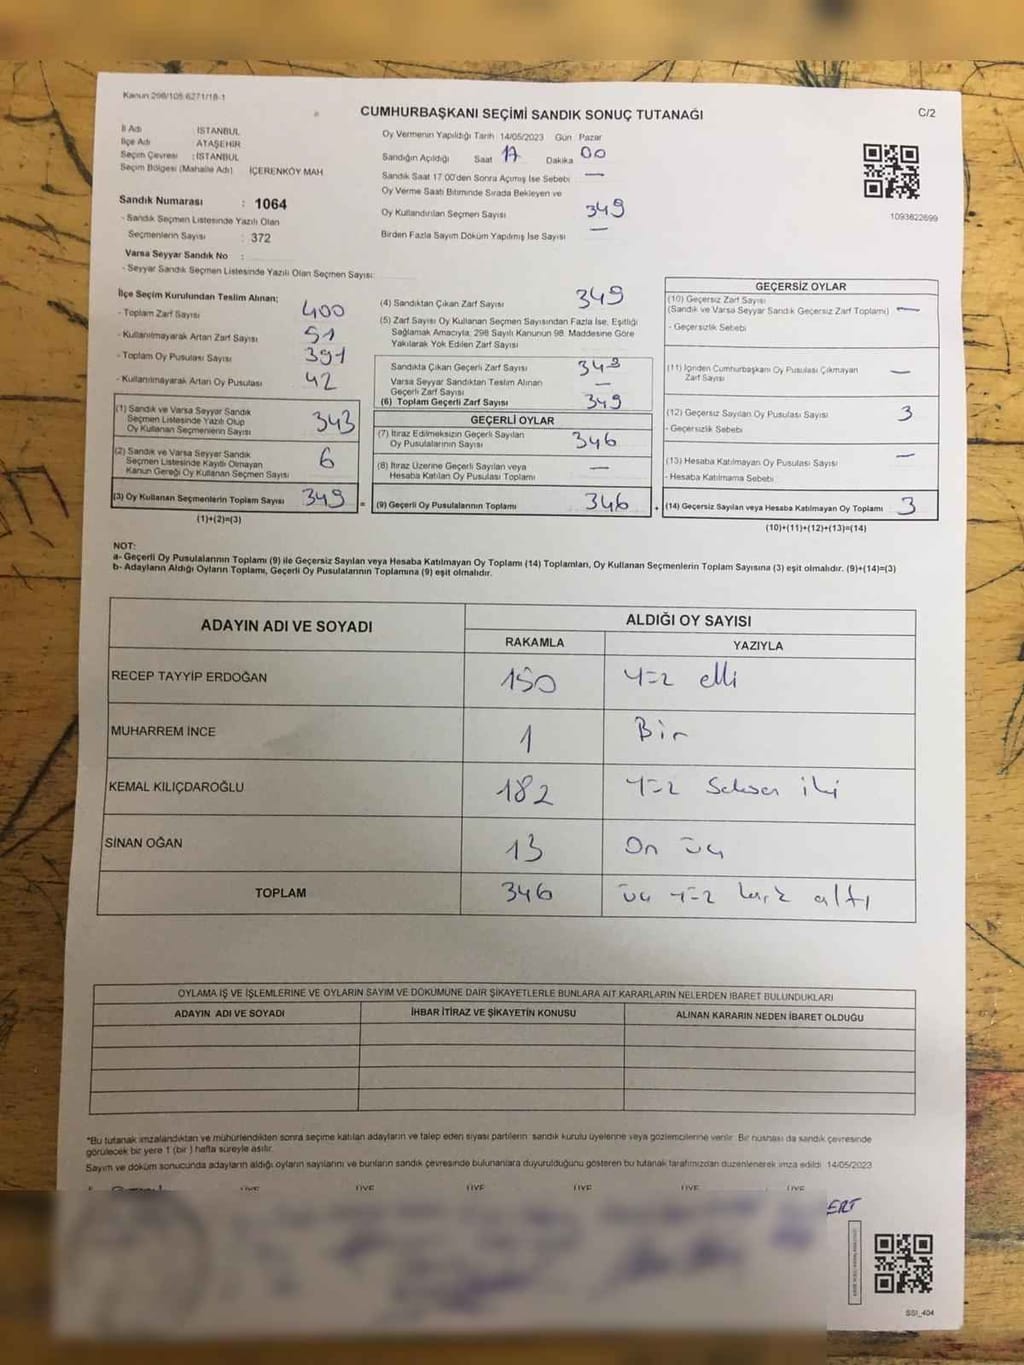 Kanun 298/105 6271/18-1
CUMHURBAŞKANI SEÇİMİ SANDIK SONUÇ TUTANAĞI
C/2
İl Adı İSTANBUL
İlçe Adı ATAŞEHİR
Seçim Çevresi : İSTANBUL
Seçim Bölgesi (Mahalle Adı) İÇERENKÖY MAH
Sandık Numarası : 1064
- Sandık Seçmen Listesinde Yazılı Olan
Seçmenlerin Sayısı : 372
Varsa Seyyar Sandık No :
- Seyyar Sandık Seçmen Listesinde Yazılı Olan Seçmen Sayısı:
Oy Vermenin Yapıldığı Tarih 14/05/2023 Gün Pazar
Sandığın Açıldığı Saat 17 Dakika 00
Sandık Saat 17:00'den Sonra Açılmış İse Sebebi —
Oy Verme Saati Bitiminde Sırada Bekleyen ve
Oy Kullandırılan Seçmen Sayısı 349
Birden Fazla Sayım Döküm Yapılmış İse Sayısı —
1093822699
İlçe Seçim Kurulundan Teslim Alınan;
- Toplam Zarf Sayısı 400
- Kullanılmayarak Artan Zarf Sayısı 51
- Toplam Oy Pusulası Sayısı 391
- Kullanılmayarak Artan Oy Pusulası 42
(1) Sandık ve Varsa Seyyar Sandık
Seçmen Listesinde Yazılı Olup
Oy Kullanan Seçmenlerin Sayısı 343
(2) Sandık ve Varsa Seyyar Sandık
Seçmen Listesinde Kayıtlı Olmayan
Kanun Gereği Oy Kullanan Seçmen Sayısı 6
(3) Oy Kullanan Seçmenlerin Toplam Sayısı 349 =
(1)+(2)=(3)
(4) Sandıktan Çıkan Zarf Sayısı 349
(5) Zarf Sayısı Oy Kullanan Seçmen Sayısından Fazla İse, Eşitliği
Sağlamak Amacıyla, 298 Sayılı Kanunun 98. Maddesine Göre
Yakılarak Yok Edilen Zarf Sayısı
Sandıkta Çıkan Geçerli Zarf Sayısı 349
Varsa Seyyar Sandıktan Teslim Alınan
Geçerli Zarf Sayısı —
(6) Toplam Geçerli Zarf Sayısı 349
GEÇERLİ OYLAR
(7) İtiraz Edilmeksizin Geçerli Sayılan
Oy Pusulalarının Sayısı 346
(8) İtiraz Üzerine Geçerli Sayılan veya
Hesaba Katılan Oy Pusulası Toplamı —
(9) Geçerli Oy Pusulalarının Toplamı 346 +
GEÇERSİZ OYLAR
(10) Geçersiz Zarf Sayısı
(Sandık ve Varsa Seyyar Sandık Geçersiz Zarf Toplamı) —
- Geçersizlik Sebebi
(11) İçinden Cumhurbaşkanı Oy Pusulası Çıkmayan
Zarf Sayısı —
(12) Geçersiz Sayılan Oy Pusulası Sayısı 3
- Geçersizlik Sebebi
(13) Hesaba Katılmayan Oy Pusulası Sayısı —
- Hesaba Katılmama Sebebi
(14) Geçersiz Sayılan veya Hesaba Katılmayan Oy Toplamı 3
(10)+(11)+(12)+(13)=(14)
NOT:
a- Geçerli Oy Pusulalarının Toplamı (9) ile Geçersiz Sayılan veya Hesaba Katılmayan Oy Toplamı (14) Toplamları, Oy Kullanan Seçmenlerin Toplam Sayısına (3) eşit olmalıdır. (9)+(14)=(3)
b- Adayların Aldığı Oyların Toplamı, Geçerli Oy Pusulalarının Toplamına (9) eşit olmalıdır.
ADAYIN ADI VE SOYADI ALDIĞI OY SAYISI
RAKAMLA YAZIYLA
RECEP TAYYİP ERDOĞAN 150 yüz elli
MUHARREM İNCE 1 Bir
KEMAL KILIÇDAROĞLU 182 yüz seksen iki
SİNAN OĞAN 13 On üç
TOPLAM 346 üç yüz kırk altı
OYLAMA İŞ VE İŞLEMLERİNE VE OYLARIN SAYIM VE DÖKÜMÜNE DAİR ŞİKAYETLERLE BUNLARA AİT KARARLARIN NELERDEN İBARET BULUNDUKLARI
ADAYIN ADI VE SOYADI İHBAR İTİRAZ VE ŞİKAYETİN KONUSU ALINAN KARARIN NEDEN İBARET OLDUĞU
*Bu tutanak imzalandıktan ve mühürlendikten sonra seçime katılan adayların ve talep eden siyasi partilerin sandık kurulu üyelerine veya gözlemcilerine verilir. Bir nüshası da sandık çevresinde
görülecek bir yere 1 (bir) hafta süreyle asılır.
Sayım ve döküm sonucunda adayların aldığı oyların sayılarını ve bunların sandık çevresinde bulunanlara duyurulduğunu gösteren bu tutanak tarafımızdan düzenlenerek imza edildi 14/05/2023
ÜYE ÜYE ÜYE ÜYE ÜYE ÜYE
ERT
SSI_404